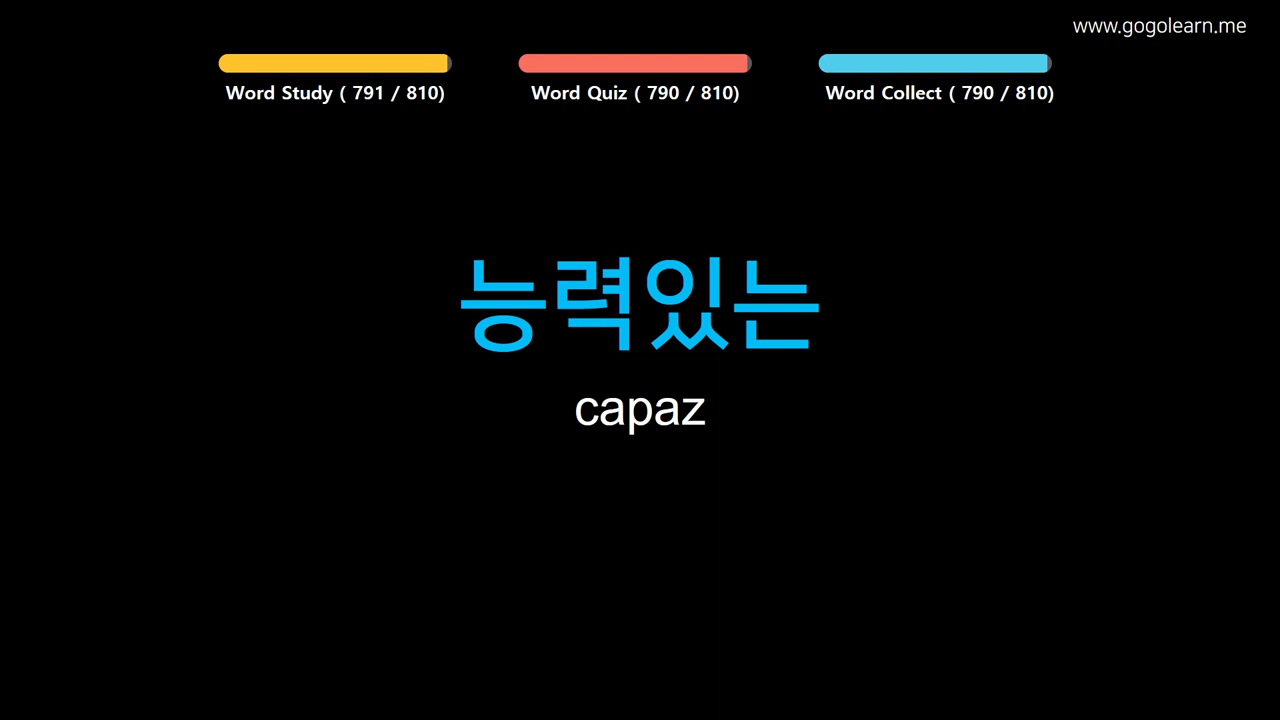 www.gogolearn.me
Word Study ( 791 / 810)
Word Quiz ( 790 / 810)
Word Collect ( 790 / 810)
능력있는
capaz